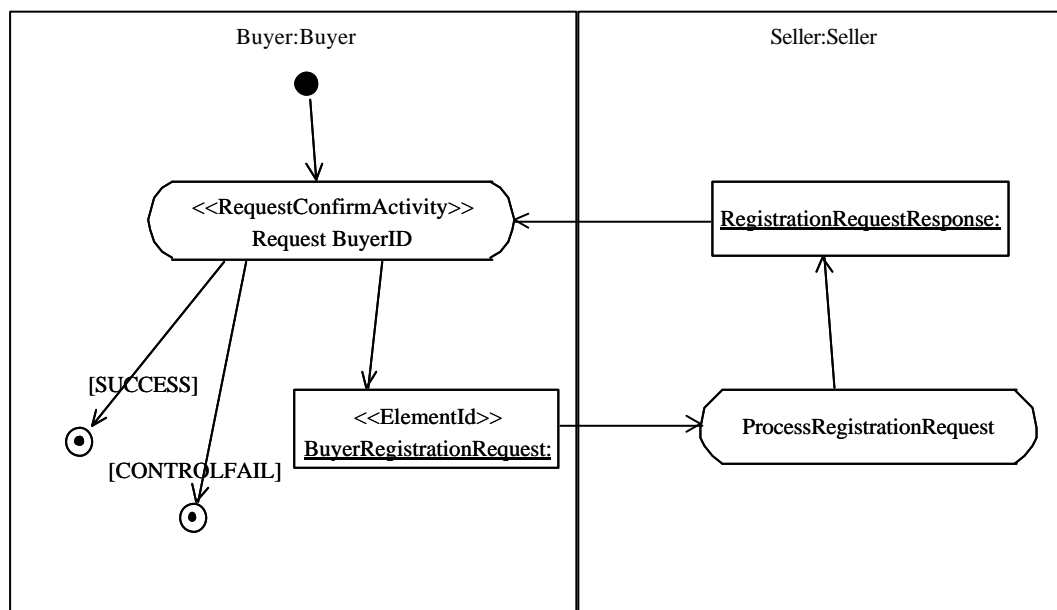 Buyer:Buyer
Seller:Seller
<<RequestConfirmActivity>>
Request BuyerID
RegistrationRequestResponse:
[SUCCESS]
<<ElementId>>
BuyerRegistrationRequest:
ProcessRegistrationRequest
[CONTROLFAIL]